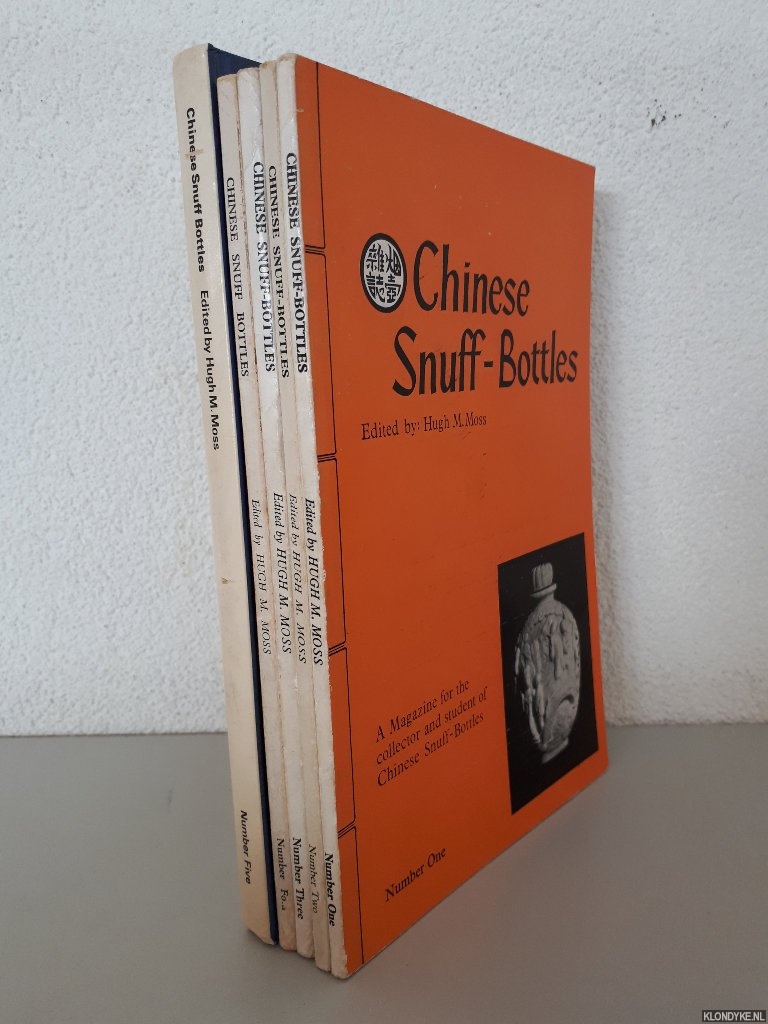 Chinese Snuff Bottles Edited by Hugh M. Moss Number Five
CHINESE SNUFF BOTTLES Edited by HUGH M. MOSS Number
CHINESE SNUFF-BOTTLES Edited by HUGH M. MOSS Number Three
CHINESE SNUFF-BOTTLES Edited by HUGH M. MOSS Number Two
CHINESE SNUFF-BOTTLES Edited by HUGH M. MOSS Number One
Chinese
Snuff-Bottles
Edited by: Hugh M. Moss
A Magazine for the
collector and student of
Chinese Snuff-Bottles
Number One
KLONDYKE.NL